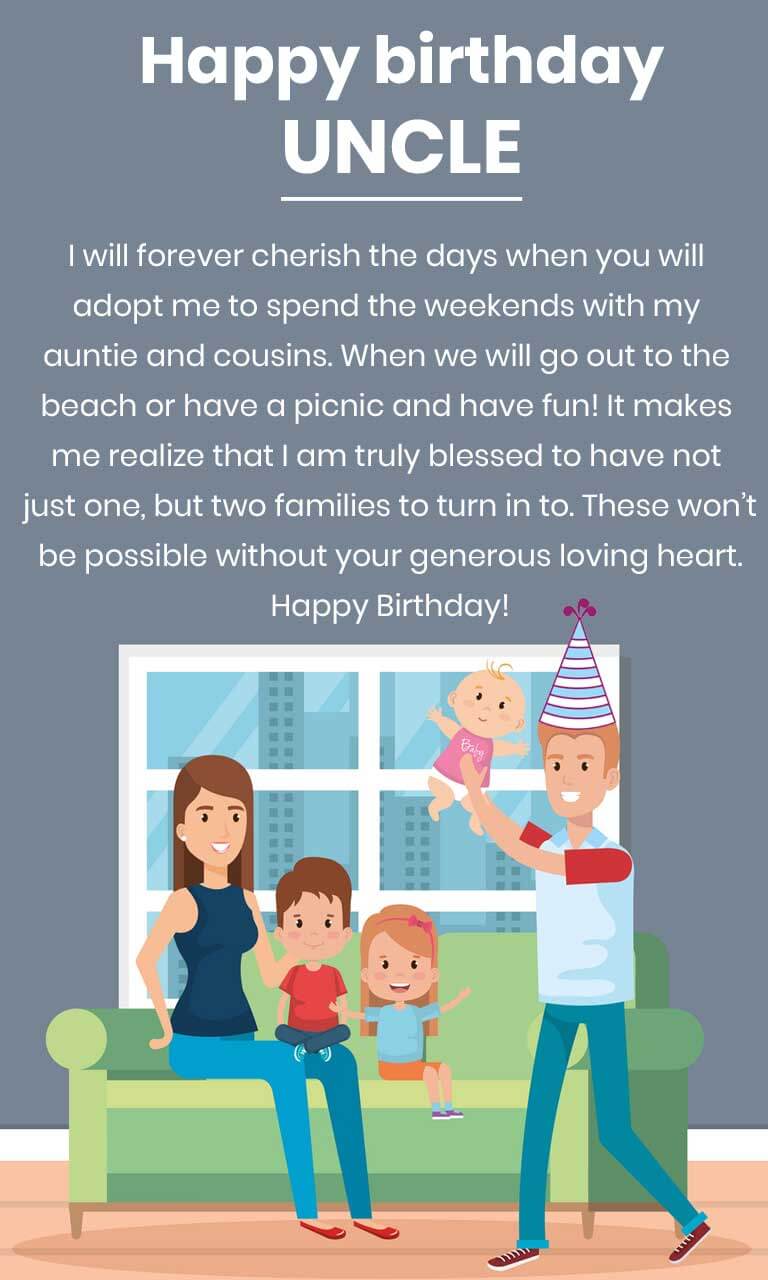 Happy birthday
UNCLE
I will forever cherish the days when you will
adopt me to spend the weekends with my
auntie and cousins. When we will go out to the
beach or have a picnic and have fun! It makes
me realize that I am truly blessed to have not
just one, but two families to turn in to. These won't
be possible without your generous loving heart.
Happy Birthday!
Baby